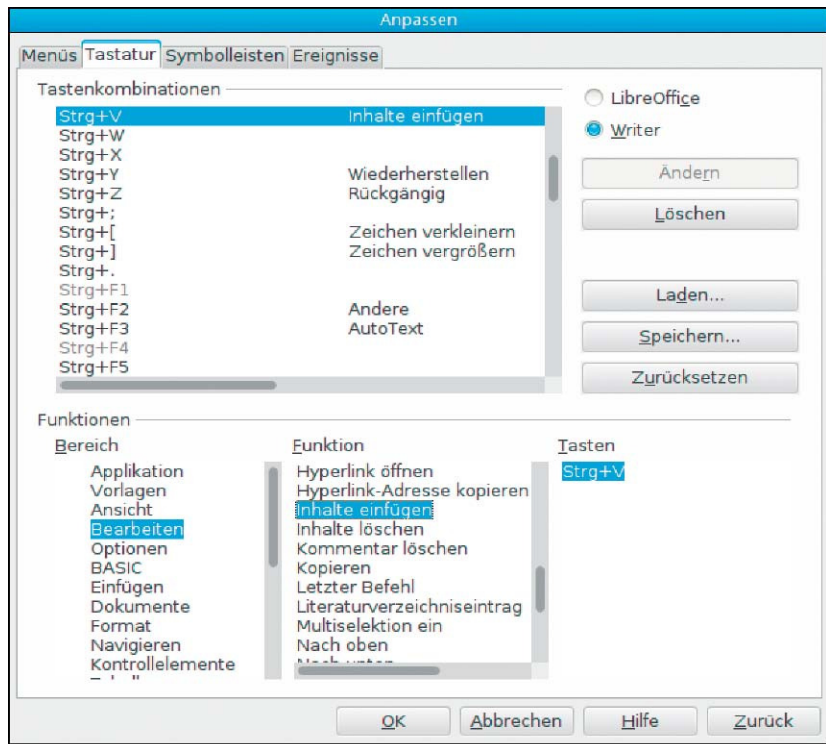 Anpassen
Menüs Tastatur Symbolleisten Ereignisse
Tastenkombinationen
Strg+V Inhalte einfügen
Strg+W
Strg+X
Strg+Y Wiederherstellen
Strg+Z Rückgängig
Strg+;
Strg+[ Zeichen verkleinern
Strg+] Zeichen vergrößern
Strg+.
Strg+F1
Strg+F2 Andere
Strg+F3 AutoText
Strg+F4
Strg+F5
LibreOffice
Writer
Ändern
Löschen
Laden...
Speichern...
Zurücksetzen
Funktionen
Bereich
Applikation
Vorlagen
Ansicht
Bearbeiten
Optionen
BASIC
Einfügen
Dokumente
Format
Navigieren
Kontrollelemente
Funktion
Hyperlink öffnen
Hyperlink-Adresse kopieren
Inhalte einfügen
Inhalte löschen
Kommentar löschen
Kopieren
Letzter Befehl
Literaturverzeichniseintrag
Multiselektion ein
Nach oben
Tasten
Strg+V
OK Abbrechen Hilfe Zurück